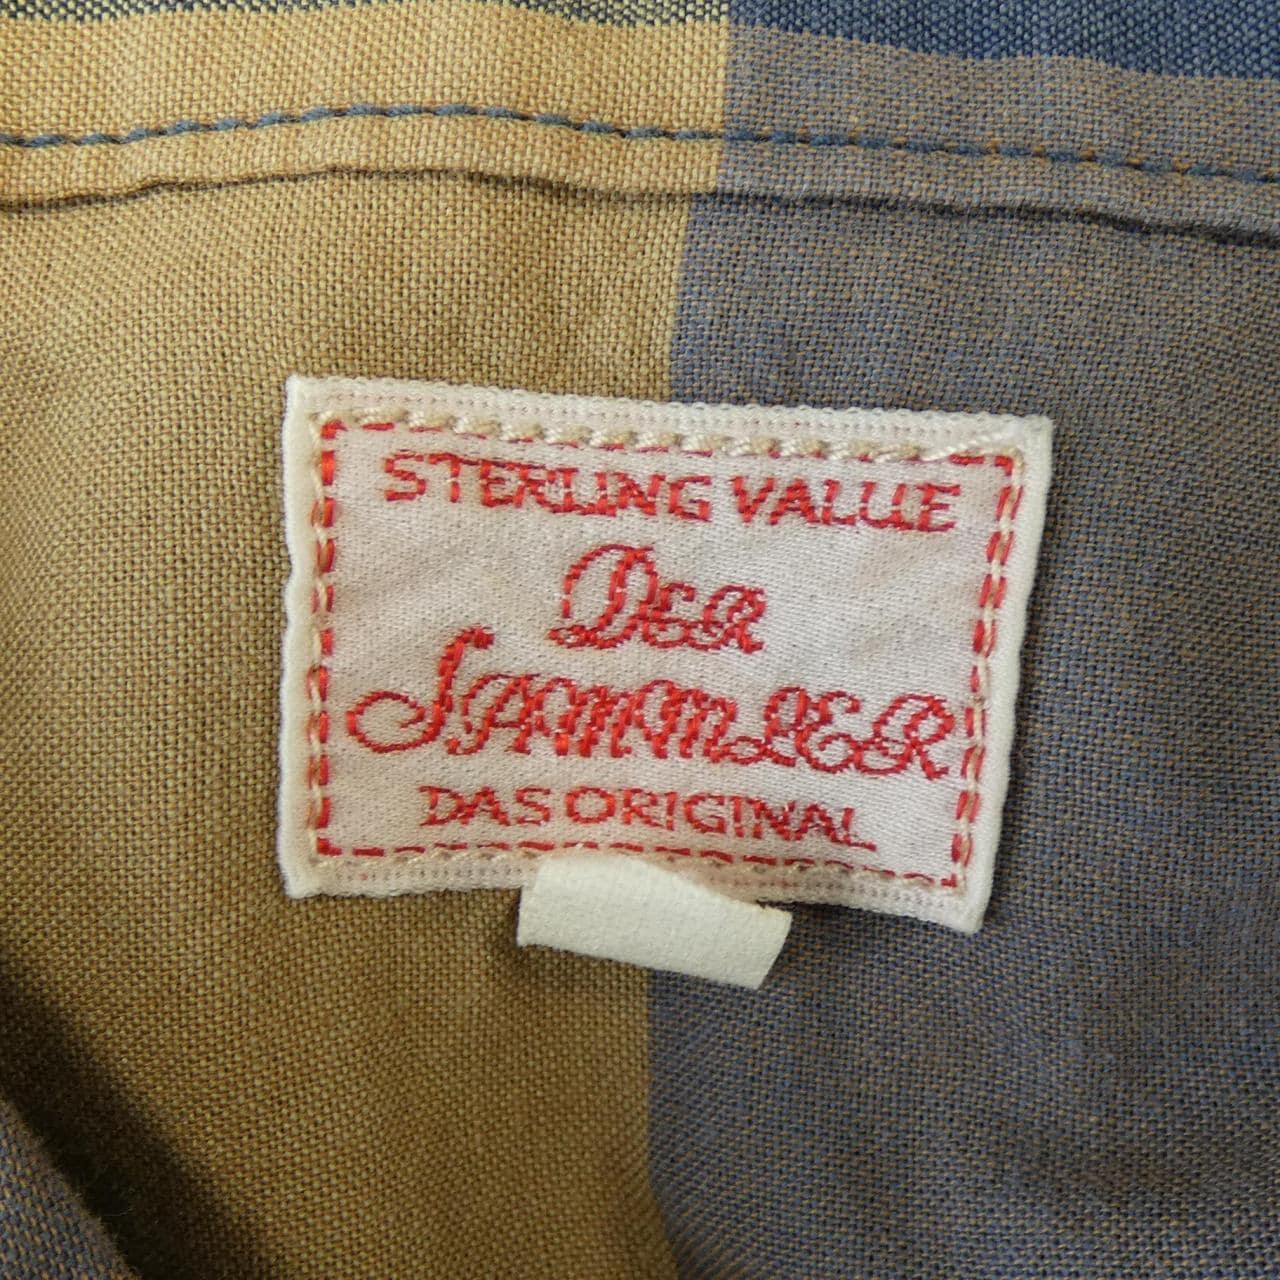 STERLING VALUE
DER
SAMMLER
DAS ORIGINAL